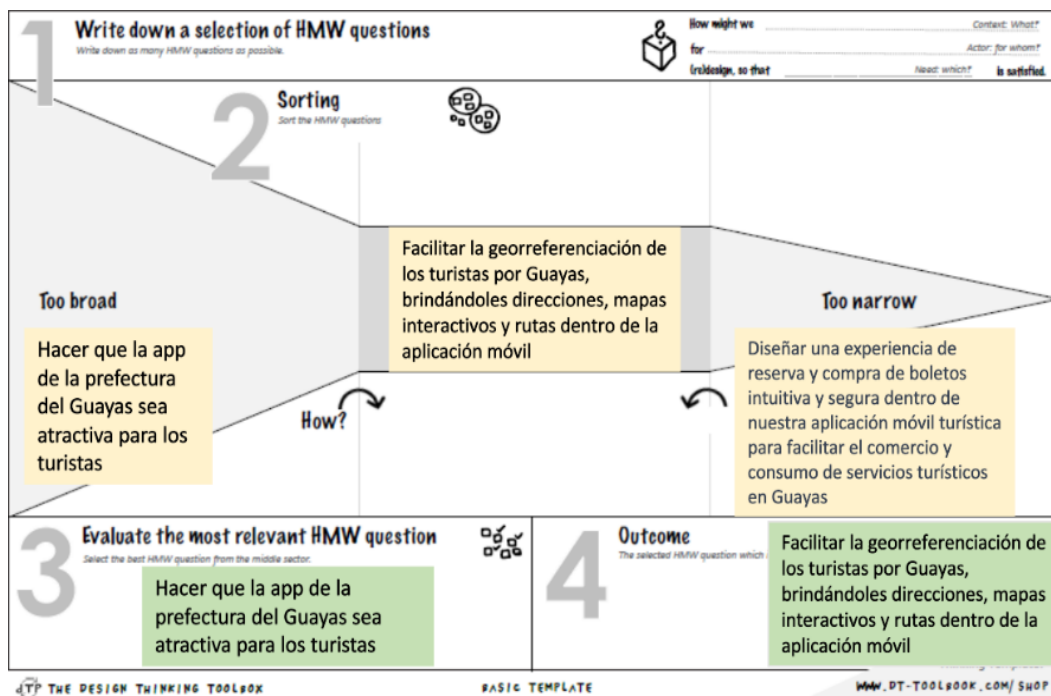 1
Write down a selection of HMW questions
Write down as many HMW questions as possible.
How might we
Context: What?
for
Actor: for whom?
(re)design, so that
Need: which?
is satisfied.
2
Sorting
Sort the HMW questions
Too broad
Hacer que la app
de la prefectura
del Guayas sea
atractiva para los
turistas
Facilitar la georreferenciación de
los turistas por Guayas,
brindándoles direcciones, mapas
interactivos y rutas dentro de la
aplicación móvil
How?
Too narrow
Diseñar una experiencia de
reserva y compra de boletos
intuitiva y segura dentro de
nuestra aplicación móvil turística
para facilitar el comercio y
consumo de servicios turísticos
en Guayas
3
Evaluate the most relevant HMW question
Select the best HMW question from the middle sector.
Hacer que la app de la
prefectura del Guayas sea
atractiva para los turistas
4
Outcome
The selected HMW question which
Facilitar la georreferenciación de
los turistas por Guayas,
brindándoles direcciones, mapas
interactivos y rutas dentro de la
aplicación móvil
DTP THE DESIGN THINKING TOOLBOX
BASIC TEMPLATE
WWW.DT-TOOLBOOK.COM/SHOP